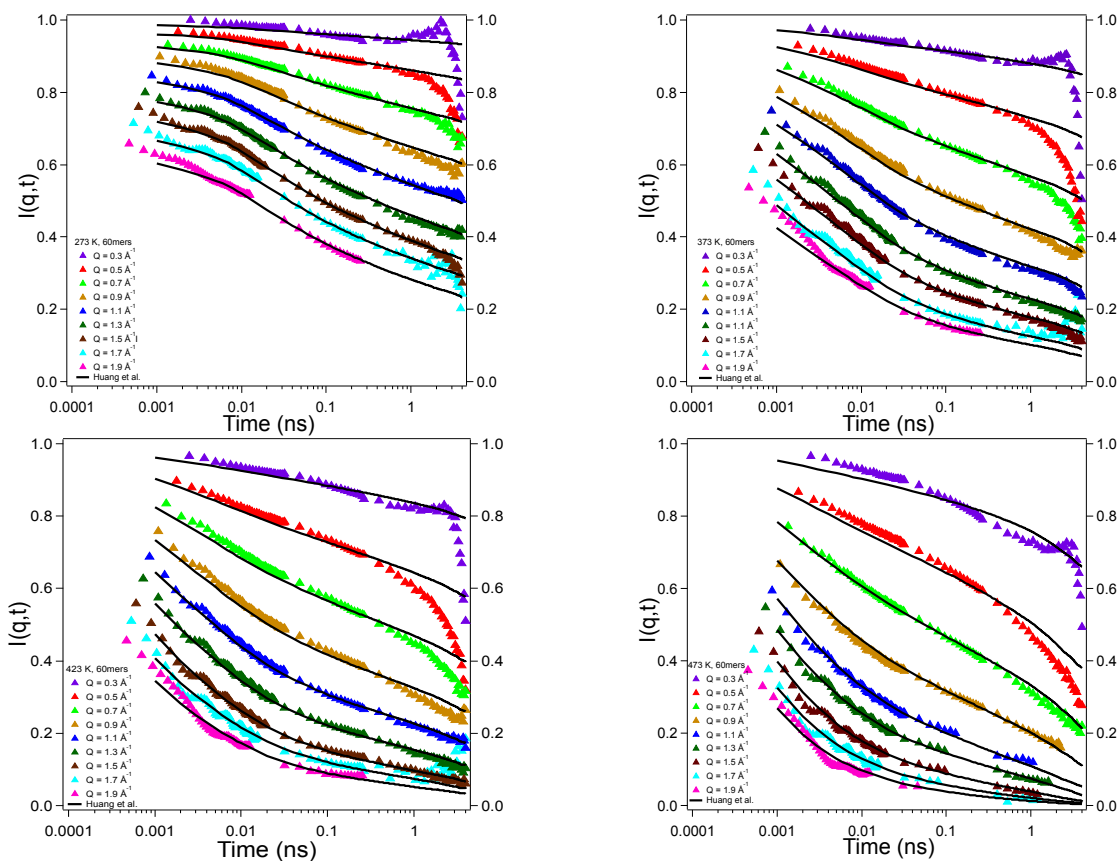 1.0
1.0
0.8
0.8
0.6
0.6
0.4
0.4
0.2
0.2
0.0
0.0
I(q,t)
273 K, 60mers
Q = 0.3 Å-1
Q = 0.5 Å-1
Q = 0.7 Å-1
Q = 0.9 Å-1
Q = 1.1 Å-1
Q = 1.3 Å-1
Q = 1.5 Å-1
Q = 1.7 Å-1
Q = 1.9 Å-1
Huang et al.
0.0001
0.001
0.01
0.1
1
Time (ns)
1.0
1.0
0.8
0.8
0.6
0.6
0.4
0.4
0.2
0.2
0.0
0.0
I(q,t)
373 K, 60mers
Q = 0.3 Å-1
Q = 0.5 Å-1
Q = 0.7 Å-1
Q = 0.9 Å-1
Q = 1.1 Å-1
Q = 1.1 Å-1
Q = 1.5 Å-1
Q = 1.7 Å-1
Q = 1.9 Å-1
Huang et al.
0.0001
0.001
0.01
0.1
1
Time (ns)
1.0
1.0
0.8
0.8
0.6
0.6
0.4
0.4
0.2
0.2
0.0
0.0
I(q,t)
423 K, 60mers
Q = 0.3 Å-1
Q = 0.5 Å-1
Q = 0.7 Å-1
Q = 0.9 Å-1
Q = 1.1 Å-1
Q = 1.3 Å-1
Q = 1.5 Å-1
Q = 1.7 Å-1
Q = 1.9 Å-1
Huang et al.
0.0001
0.001
0.01
0.1
1
Time (ns)
1.0
1.0
0.8
0.8
0.6
0.6
0.4
0.4
0.2
0.2
0.0
0.0
I(q,t)
473 K, 60mers
Q = 0.3 Å-1
Q = 0.5 Å-1
Q = 0.7 Å-1
Q = 0.9 Å-1
Q = 1.1 Å-1
Q = 1.3 Å-1
Q = 1.5 Å-1
Q = 1.7 Å-1
Q = 1.9 Å-1
Huang et al.
0.0001
0.001
0.01
0.1
1
Time (ns)